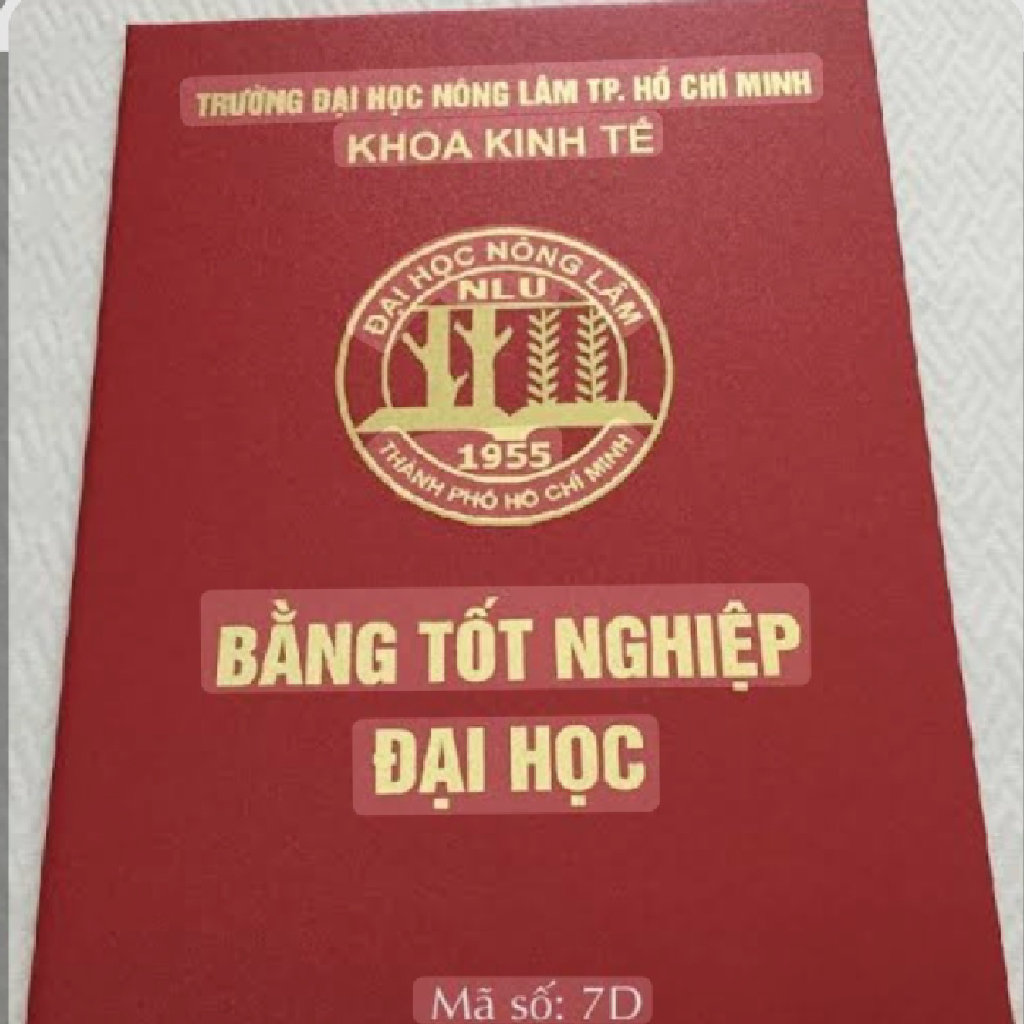 TRƯỜNG ĐẠI HỌC NÔNG LÂM TP. HỒ CHÍ MINH
KHOA KINH TẾ
ĐẠI HỌC NÔNG LÂM
NLU
1955
THÀNH PHỐ HỒ CHÍ MINH
BẰNG TỐT NGHIỆP
ĐẠI HỌC
Mã số: 7D